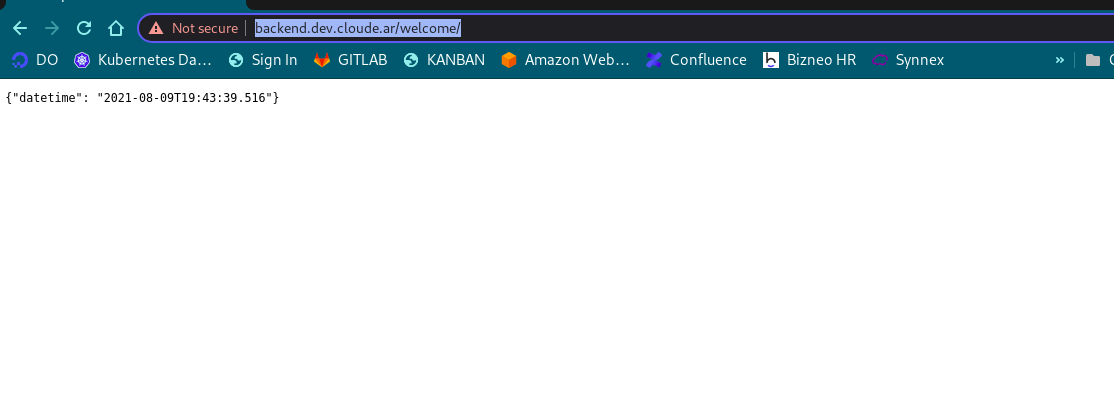 Not secure backend.dev.cloude.ar/welcome/
DO Kubernetes Da... Sign In GITLAB KANBAN Amazon Web... Confluence Bizneo HR Synnex »
{"datetime": "2021-08-09T19:43:39.516"}